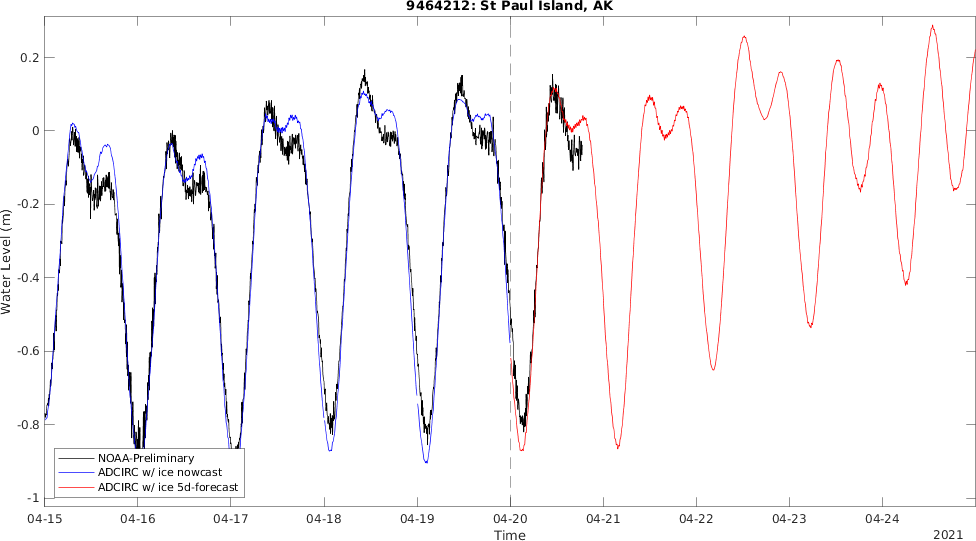 9464212: St Paul Island, AK
Water Level (m)
0.2
0
-0.2
-0.4
-0.6
-0.8
-1
NOAA-Preliminary
ADCIRC w/ ice nowcast
ADCIRC w/ ice 5d-forecast
04-15 04-16 04-17 04-18 04-19 04-20 04-21 04-22 04-23 04-24
Time
2021